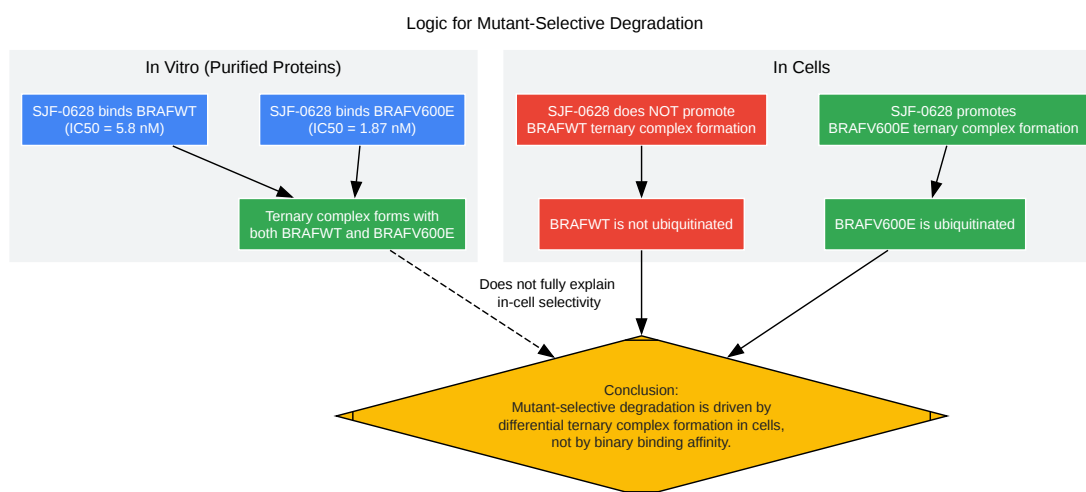 Logic for Mutant-Selective Degradation
In Vitro (Purified Proteins)
SJF-0628 binds BRAFWT
(IC50 = 5.8 nM)
SJF-0628 binds BRAFV600E
(IC50 = 1.87 nM)
Ternary complex forms with
both BRAFWT and BRAFV600E
In Cells
SJF-0628 does NOT promote
BRAFWT ternary complex formation
SJF-0628 promotes
BRAFV600E ternary complex formation
BRAFWT is not ubiquitinated
BRAFV600E is ubiquitinated
Does not fully explain
in-cell selectivity
Conclusion:
Mutant-selective degradation is driven by
differential ternary complex formation in cells,
not by binary binding affinity.